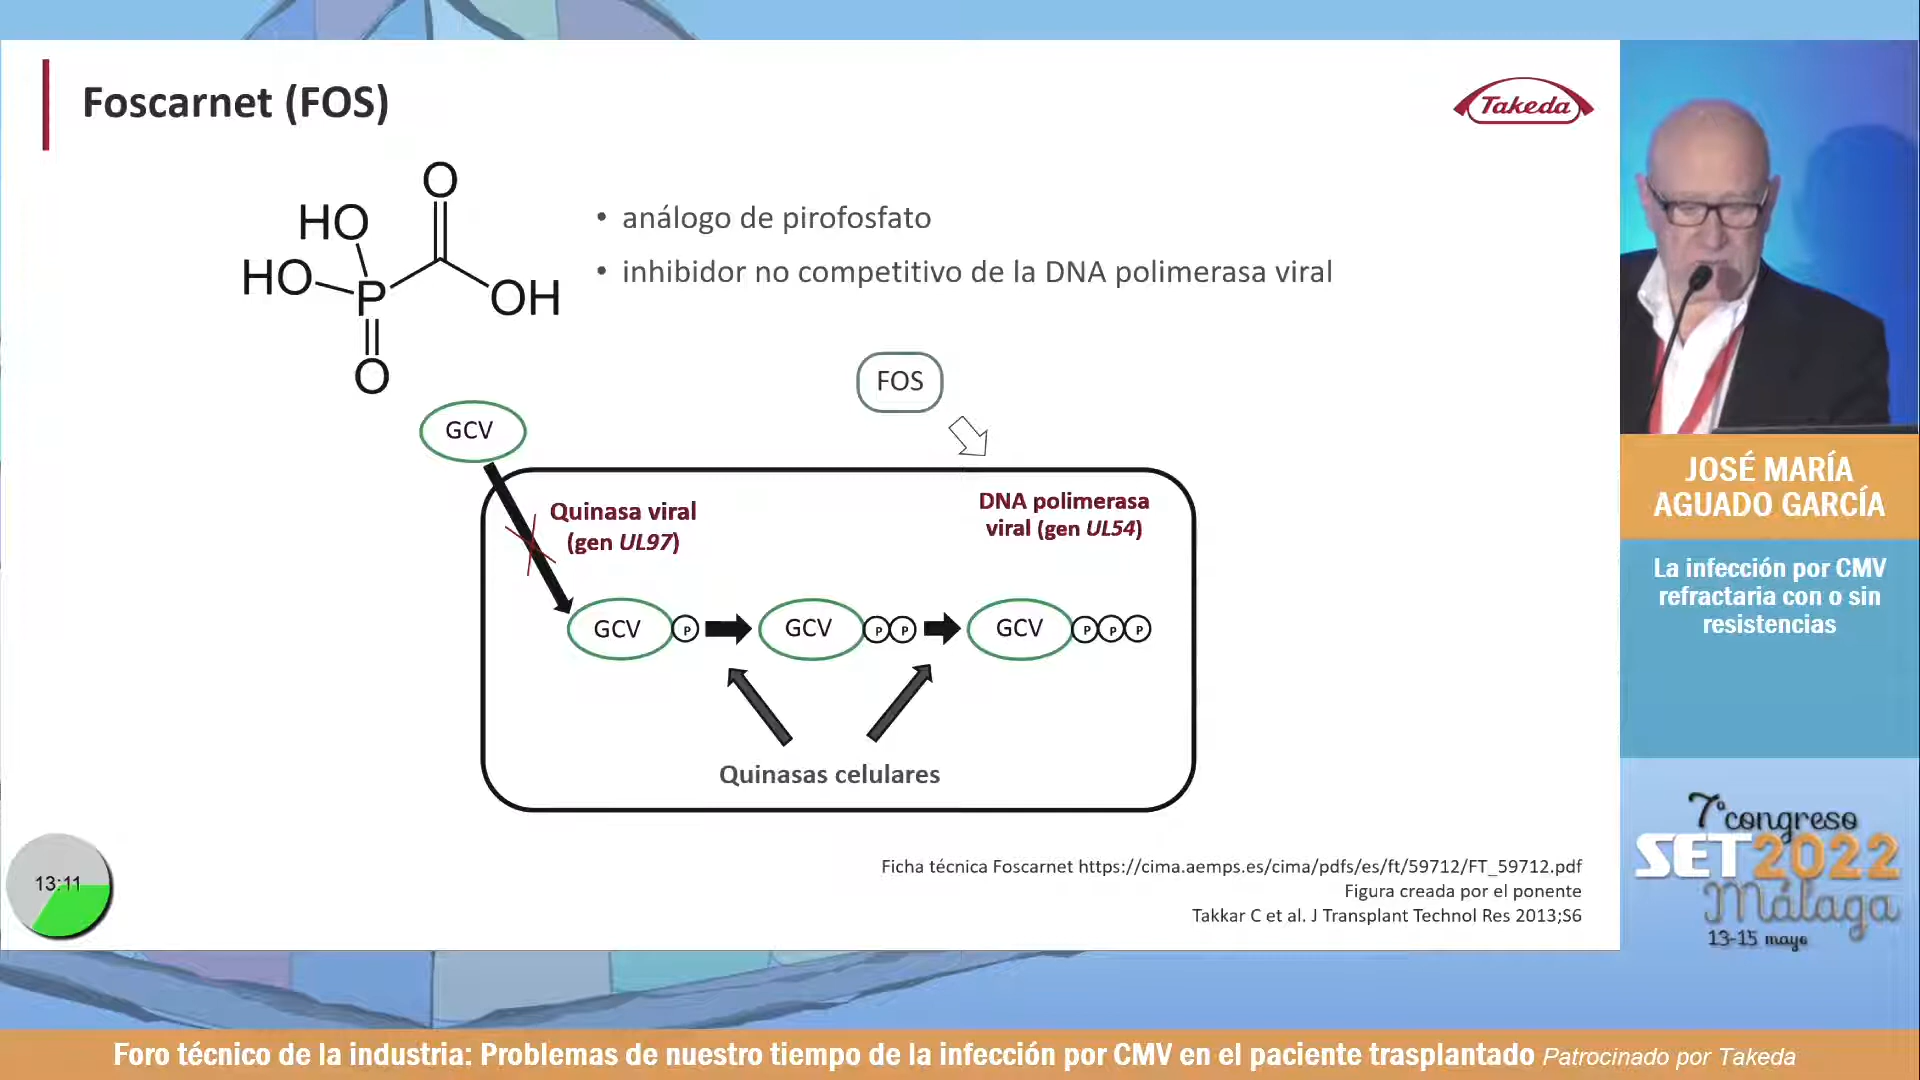 Foscarnet (FOS)
Takeda
O
HO
HO
P
OH
O
• análogo de pirofosfato
• inhibidor no competitivo de la DNA polimerasa viral
FOS
GCV
Quinasa viral
(gen UL97)
DNA polimerasa
viral (gen UL54)
GCV P
GCV P P
GCV P P P
Quinasas celulares
Ficha técnica Foscarnet https://cima.aemps.es/cima/pdfs/es/ft/59712/FT_59712.pdf
Figura creada por el ponente
Takkar C et al. J Transplant Technol Res 2013;S6
13:11
JOSÉ MARÍA
AGUADO GARCÍA
La infección por CMV
refractaria con o sin
resistencias
7º congreso
SET2022
Málaga
13-15 mayo
Foro técnico de la industria: Problemas de nuestro tiempo de la infección por CMV en el paciente trasplantado Patrocinado por Takeda